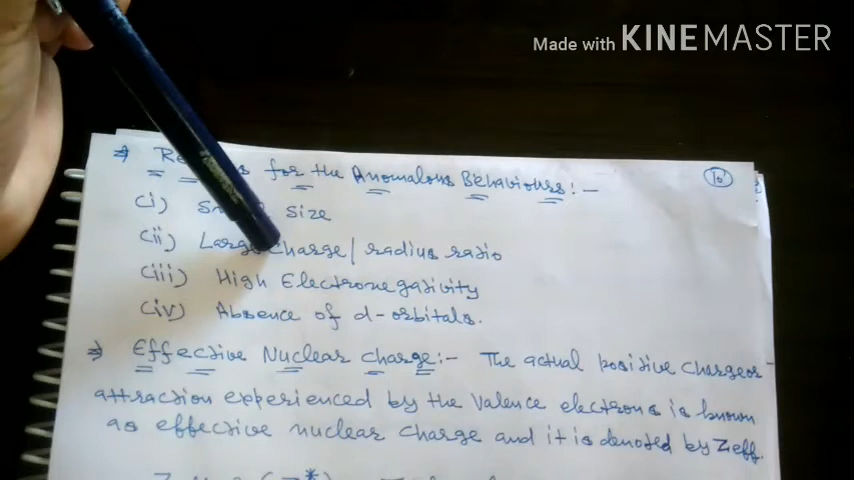 Made with KINEMASTER
⇒ for the Anomalous Behaviours:- 10
(i) Size
(ii) Large Charge/ radius ratio
(iii) High Electronegativity
(iv) Absence of d-orbitals.
⇒ Effective Nuclear charge:- The actual positive charge or
attraction experienced by the Valence electrons is known
as effective nuclear charge and it is denoted by Zeff.